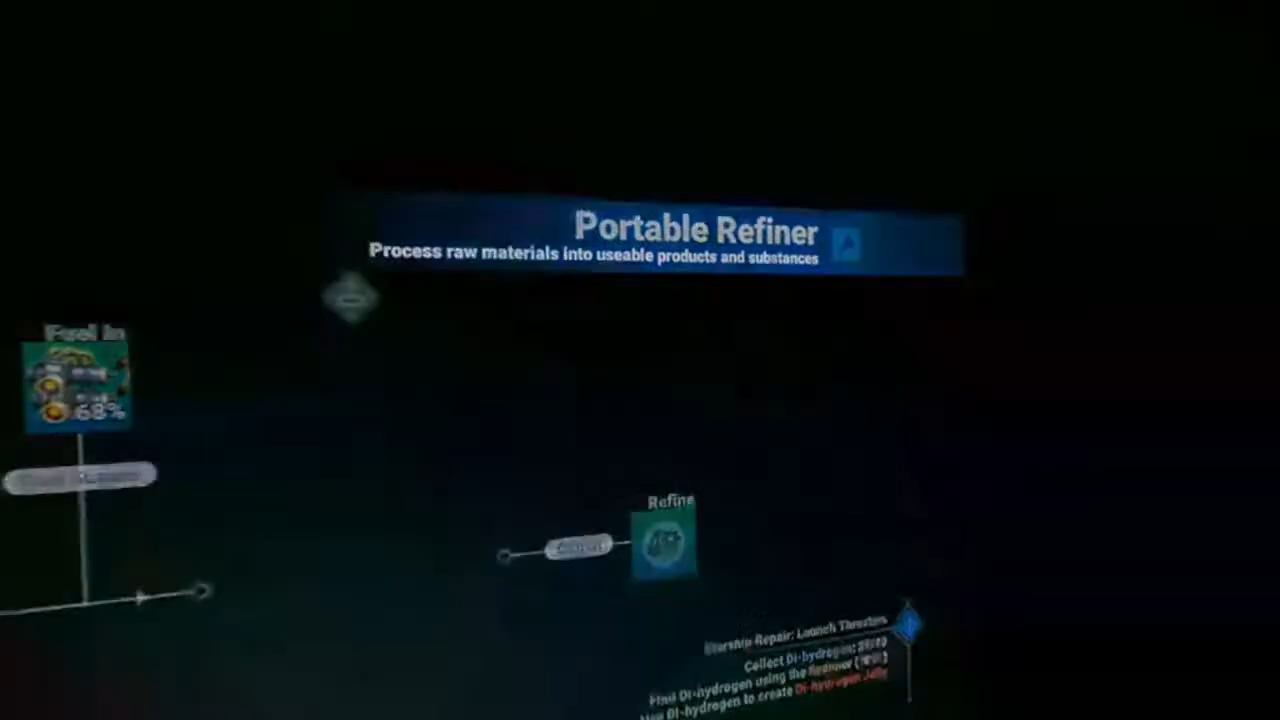 Portable Refiner
Process raw materials into useable products and substances
Fuel In
68%
Refine
Starship Repair: Launch Thrusters
Collect Di-hydrogen:
Find Di-hydrogen using the
Use Di-hydrogen to create Di-hydrogen Jelly